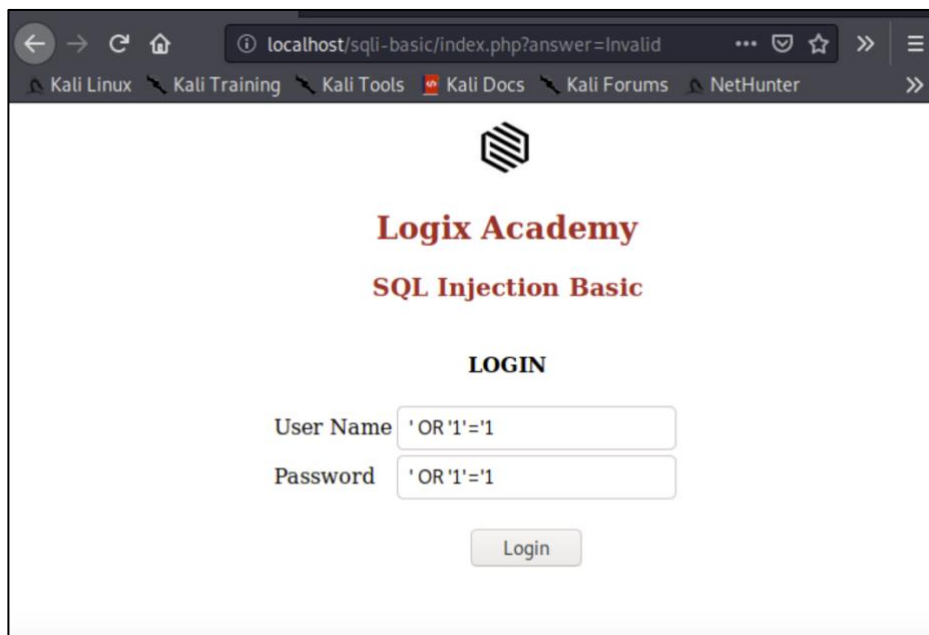 localhost/sqli-basic/index.php?answer=Invalid
Kali Linux Kali Training Kali Tools Kali Docs Kali Forums NetHunter
Logix Academy
SQL Injection Basic
LOGIN
User Name ' OR '1'='1
Password ' OR '1'='1
Login